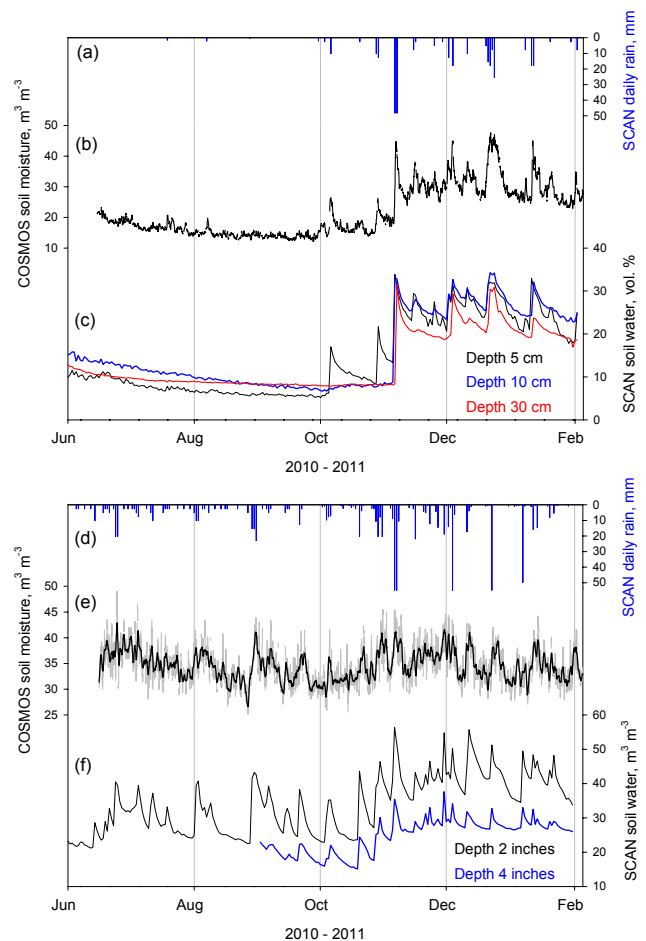 (a)
0
10
20
30
40
50
SCAN daily rain, mm
COSMOS soil moisture, m³ m⁻³
50
40
30
20
10
(b)
40
30
20
10
0
SCAN soil water, vol. %
(c)
Depth 5 cm
Depth 10 cm
Depth 30 cm
Jun Aug Oct Dec Feb
2010 - 2011
(d)
0
10
20
30
40
50
SCAN daily rain, mm
COSMOS soil moisture, m³ m⁻³
50
45
40
35
30
25
(e)
60
50
40
30
20
10
SCAN soil water, m³ m⁻³
(f)
Depth 2 inches
Depth 4 inches
Jun Aug Oct Dec Feb
2010 - 2011